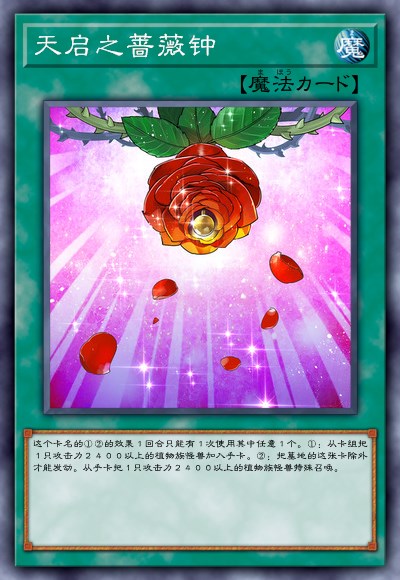 天启之蔷薇钟
魔
【魔法カード】
ま ほう
这个卡名的①②的效果１回合只能有１次使用其中任意１个。①：从卡组把
１只攻击力２４００以上的植物族怪兽加入手卡。②：把墓地的这张卡除外
才能发动。从手卡把１只攻击力２４００以上的植物族怪兽特殊召唤。